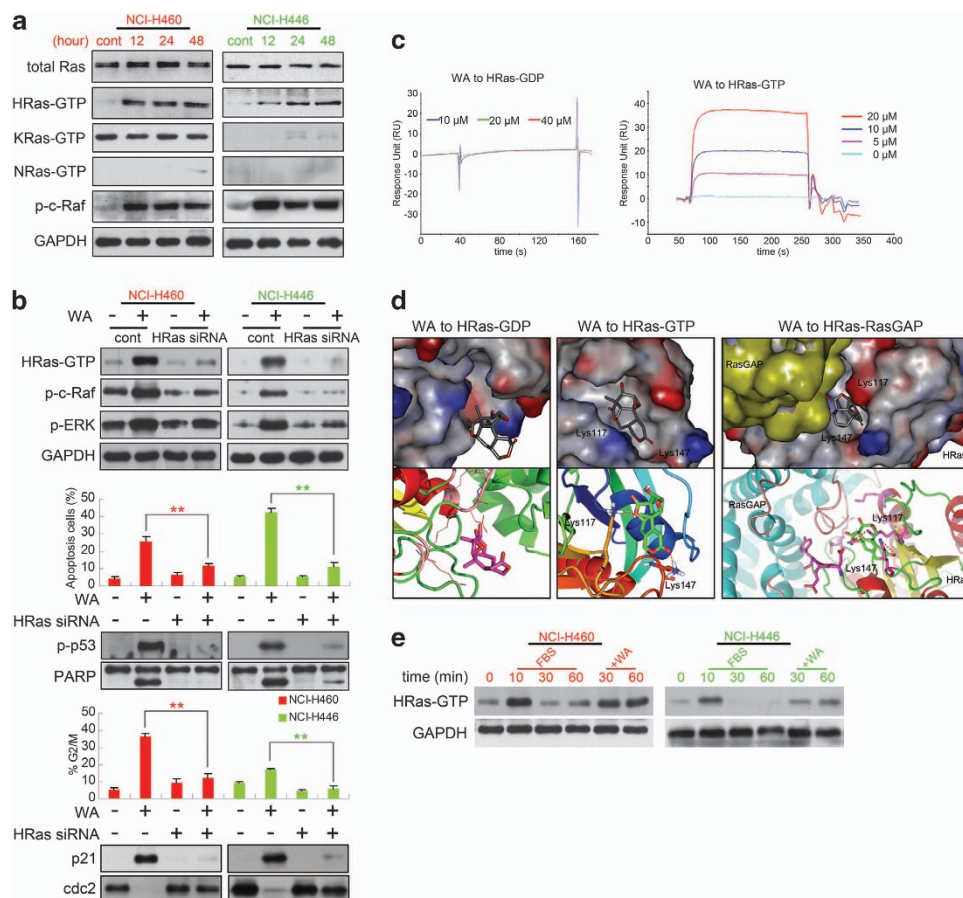 a
NCI-H460 NCI-H446
(hour) cont 12 24 48 cont 12 24 48
total Ras
HRas-GTP
KRas-GTP
NRas-GTP
p-c-Raf
GAPDH
b
NCI-H460 NCI-H446
WA - + - + - + - +
cont HRas siRNA cont HRas siRNA
HRas-GTP
p-c-Raf
p-ERK
GAPDH
Apoptosis cells (%)
50
40
30
20
10
0
** **
WA - + - + - + - +
HRas siRNA - - + + - - + +
p-p53
PARP
NCI-H460
NCI-H446
% G2/M
50
40
30
20
10
0
** **
WA - + - + - + - +
HRas siRNA - - + + - - + +
p21
cdc2
c
WA to HRas-GDP
10 µM 20 µM 40 µM
Response Unit (RU)
30
20
10
0
-10
-20
-30
0 40 80 120 160
time (s)
WA to HRas-GTP
20 µM
10 µM
5 µM
0 µM
Response Unit (RU)
50
40
30
20
10
0
-10
0 50 100 150 200 250 300 350 400
time (s)
d
WA to HRas-GDP WA to HRas-GTP WA to HRas-RasGAP
Lys117
Lys147
RasGAP
Lys117
Lys147
HRas
Lys117
Lys147
RasGAP
Lys117
Lys147
HRa
e
NCI-H460 NCI-H446
FBS +WA FBS +WA
time (min) 0 10 30 60 30 60 0 10 30 60 30 60
HRas-GTP
GAPDH